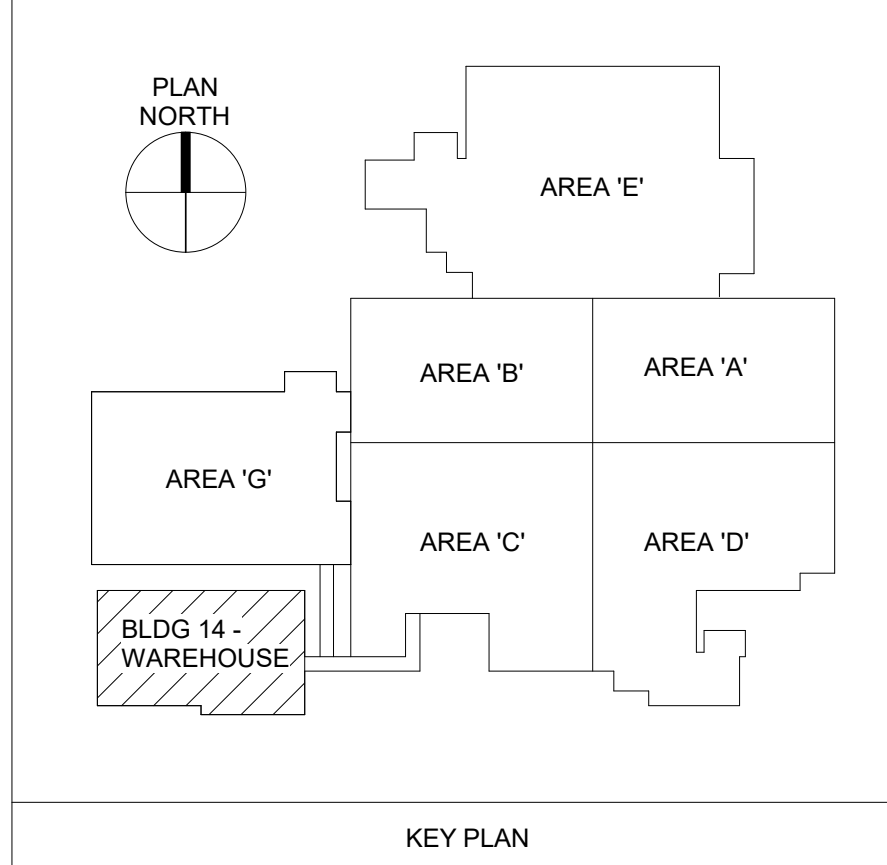 PLAN
NORTH
AREA 'E'
AREA 'B'
AREA 'A'
AREA 'G'
AREA 'C'
AREA 'D'
BLDG 14 -
WAREHOUSE
KEY PLAN